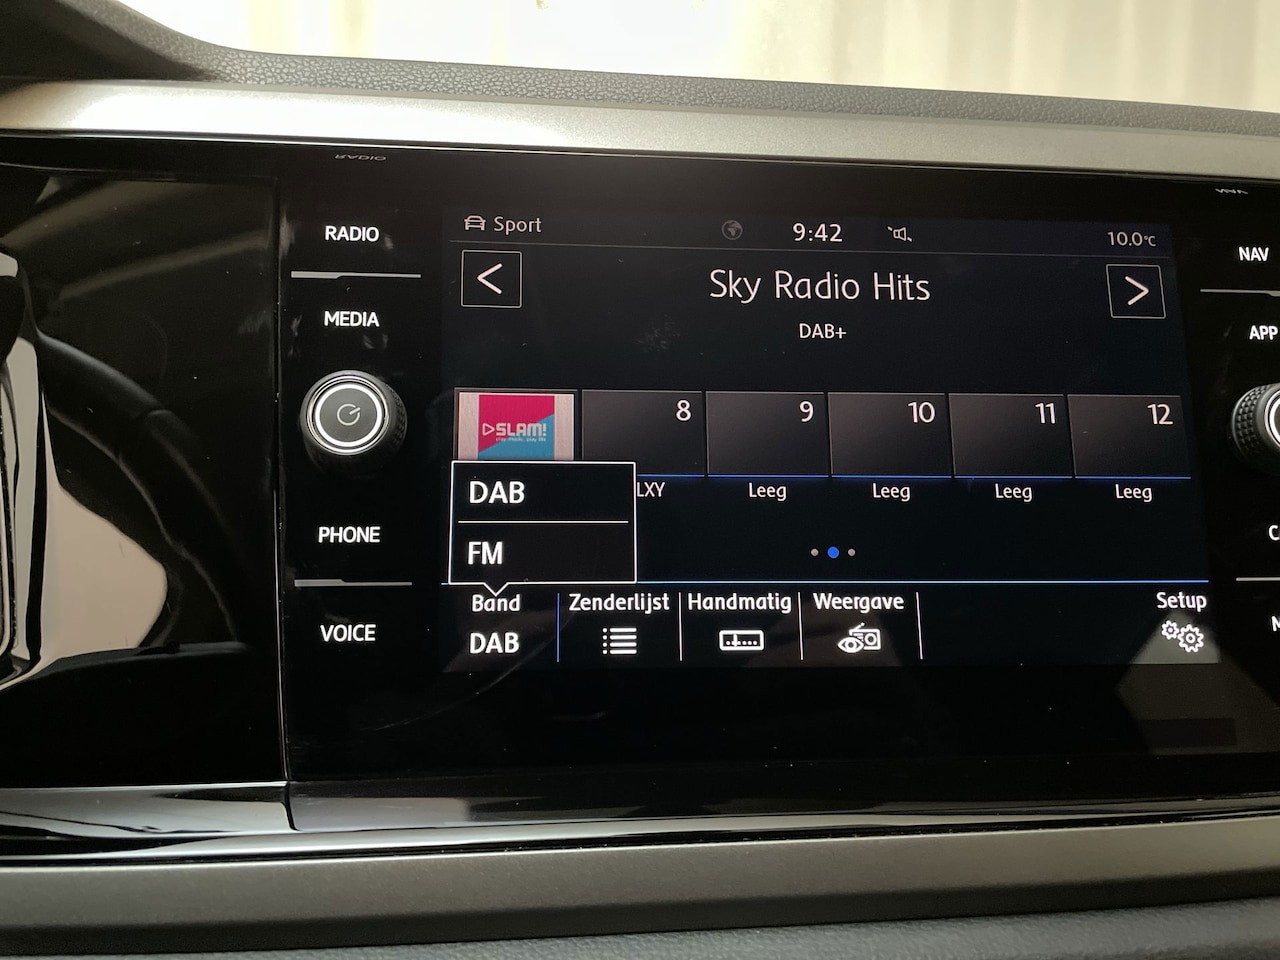 RADIO
MEDIA
PHONE
VOICE
Sport
9:42
10.0°C
Sky Radio Hits
DAB+
SLAM!
8
9
10
11
12
LXY
Leeg
Leeg
Leeg
Leeg
DAB
FM
Band
DAB
Zenderlijst
Handmatig
Weergave
Setup
NAV
APP